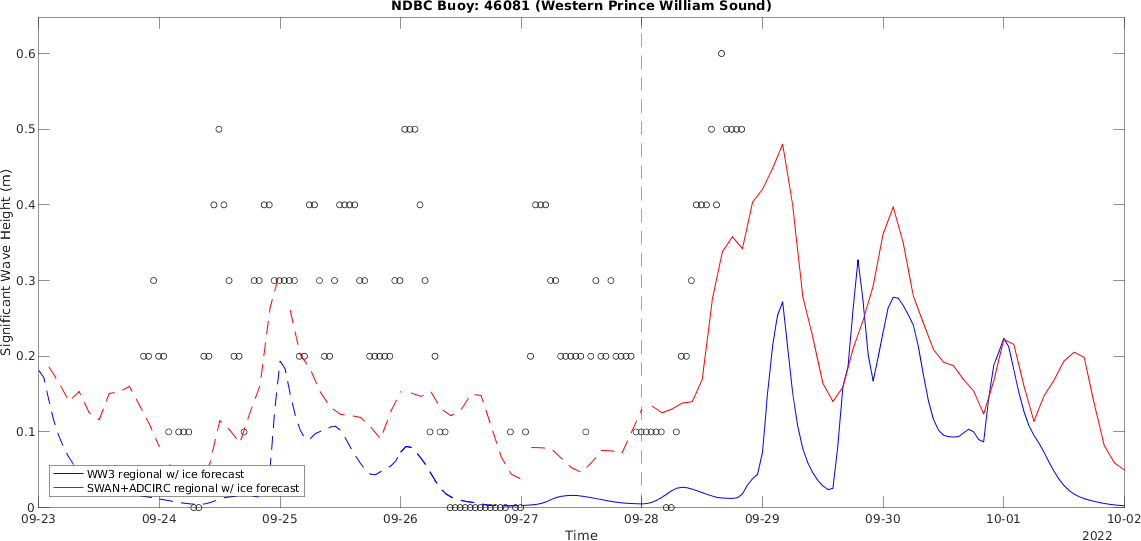 NDBC Buoy: 46081 (Western Prince William Sound)
Significant Wave Height (m)
0.6
0.5
0.4
0.3
0.2
0.1
0
WW3 regional w/ ice forecast
SWAN+ADCIRC regional w/ ice forecast
09-23 09-24 09-25 09-26 09-27 09-28 09-29 09-30 10-01 10-02
Time
2022